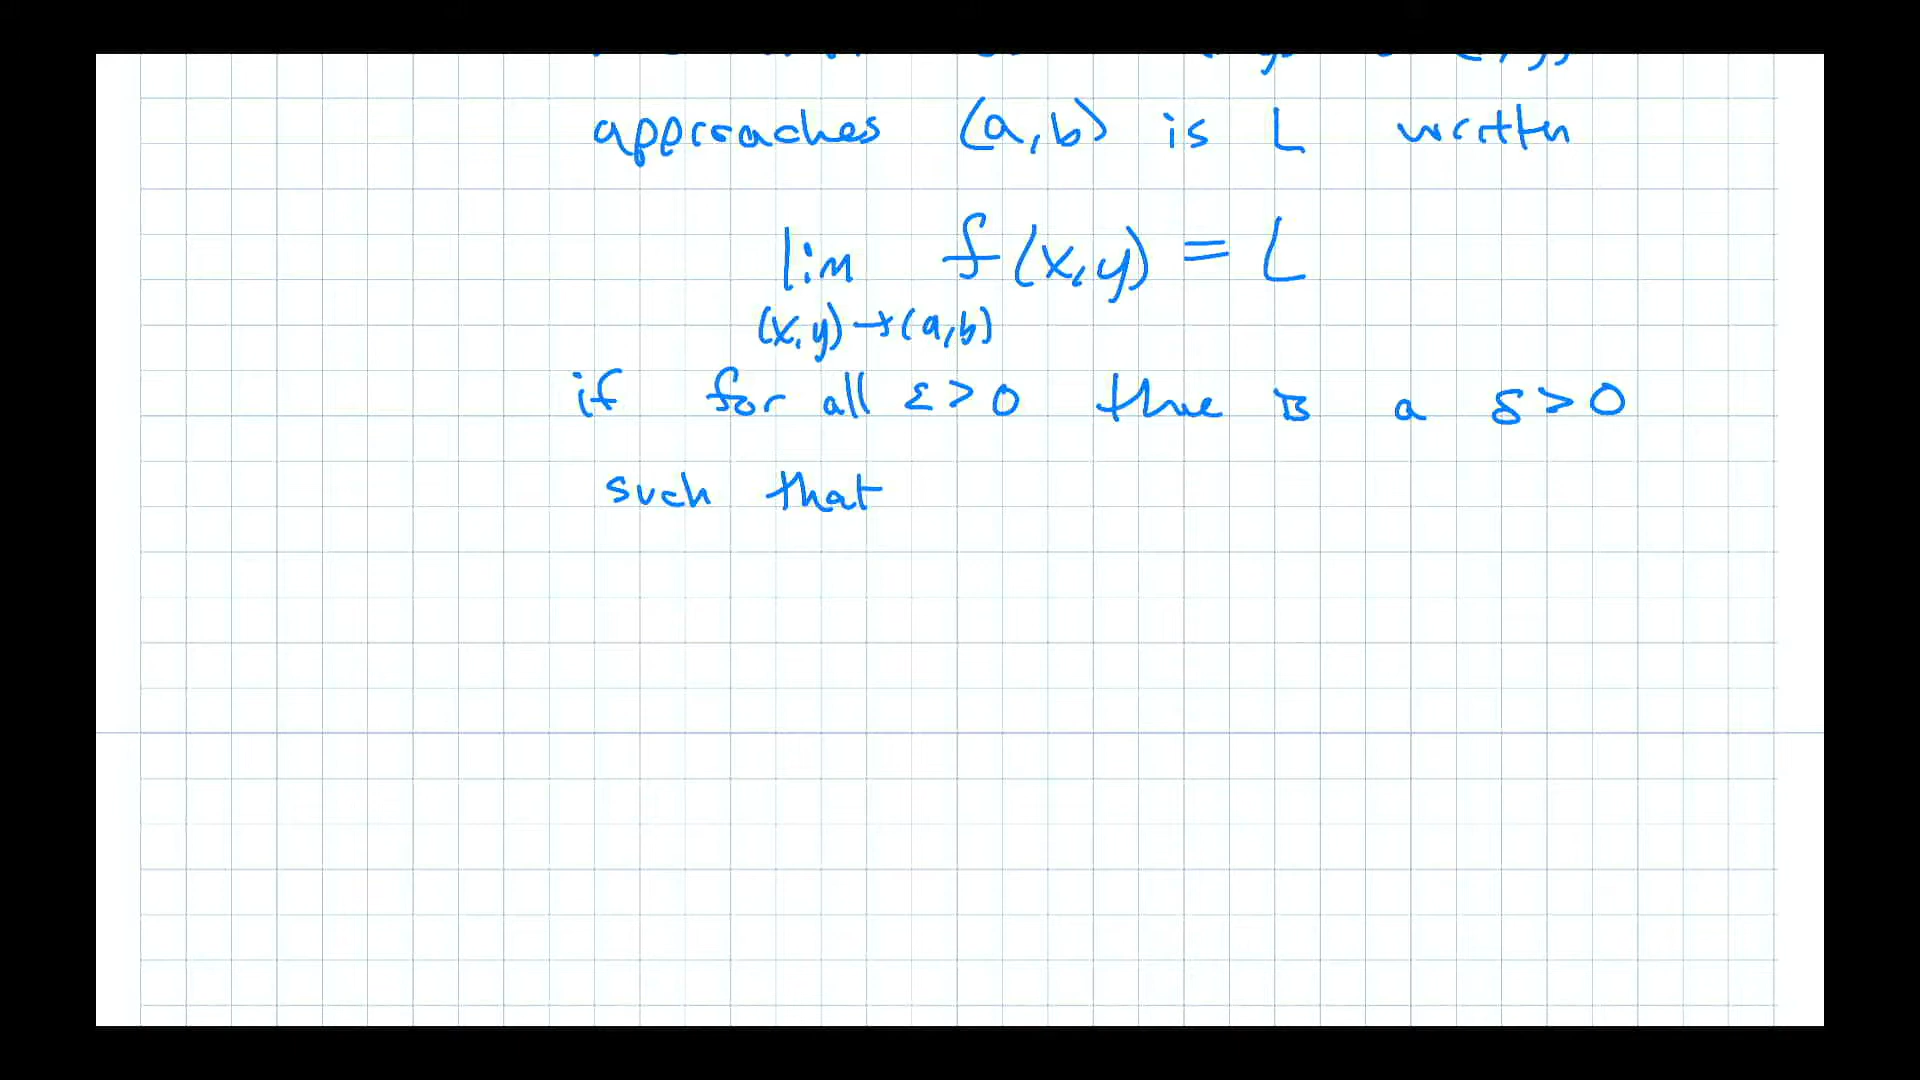 approaches (a,b) is L written
lim f(x,y) = L
(x,y)→(a,b)
if for all ε>0 there is a δ>0
such that